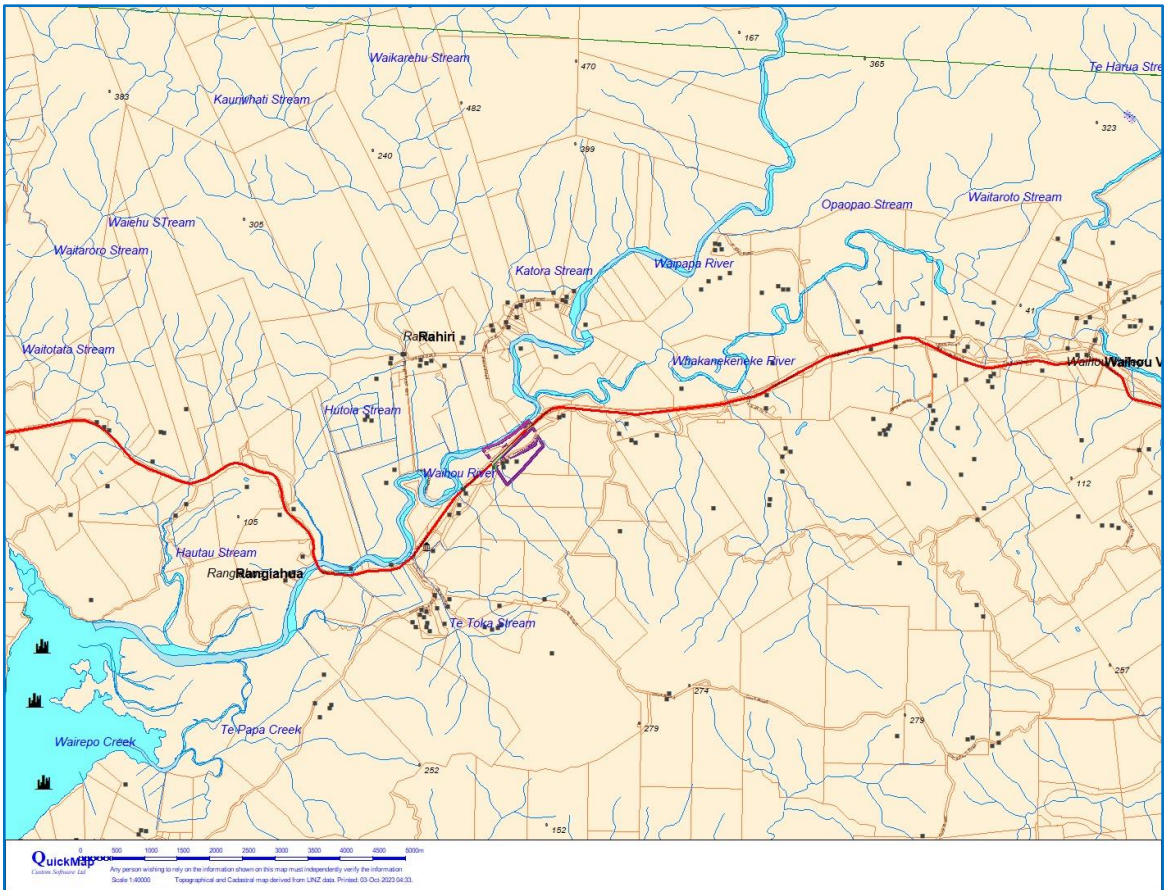 167
Waikarehu Stream
470
365
Te Harua Stre
383
Kauriwhati Stream
482
323
240
399
Waitaroto Stream
Opaopao Stream
Waiehu STream
305
Waitaroro Stream
Waipapa River
Katora Stream
41
Rahiri
Waitotata Stream
Whakanekeneke River
Waihou V
Hutoia Stream
Waihou River
112
105
Hautau Stream
Rangiahua
Te Toka Stream
257
274
279
279
Te Papa Creek
Wairepo Creek
252
152
0 500 1000 1500 2000 2500 3000 3500 4000 4500 5000m
QuickMap
Custom Software Ltd
Any person wishing to rely on the information shown on this map must independently verify the information
Scale 1:40000 Topographical and Cadastral map derived from LINZ data. Printed: 03-Oct-2023 04:33.